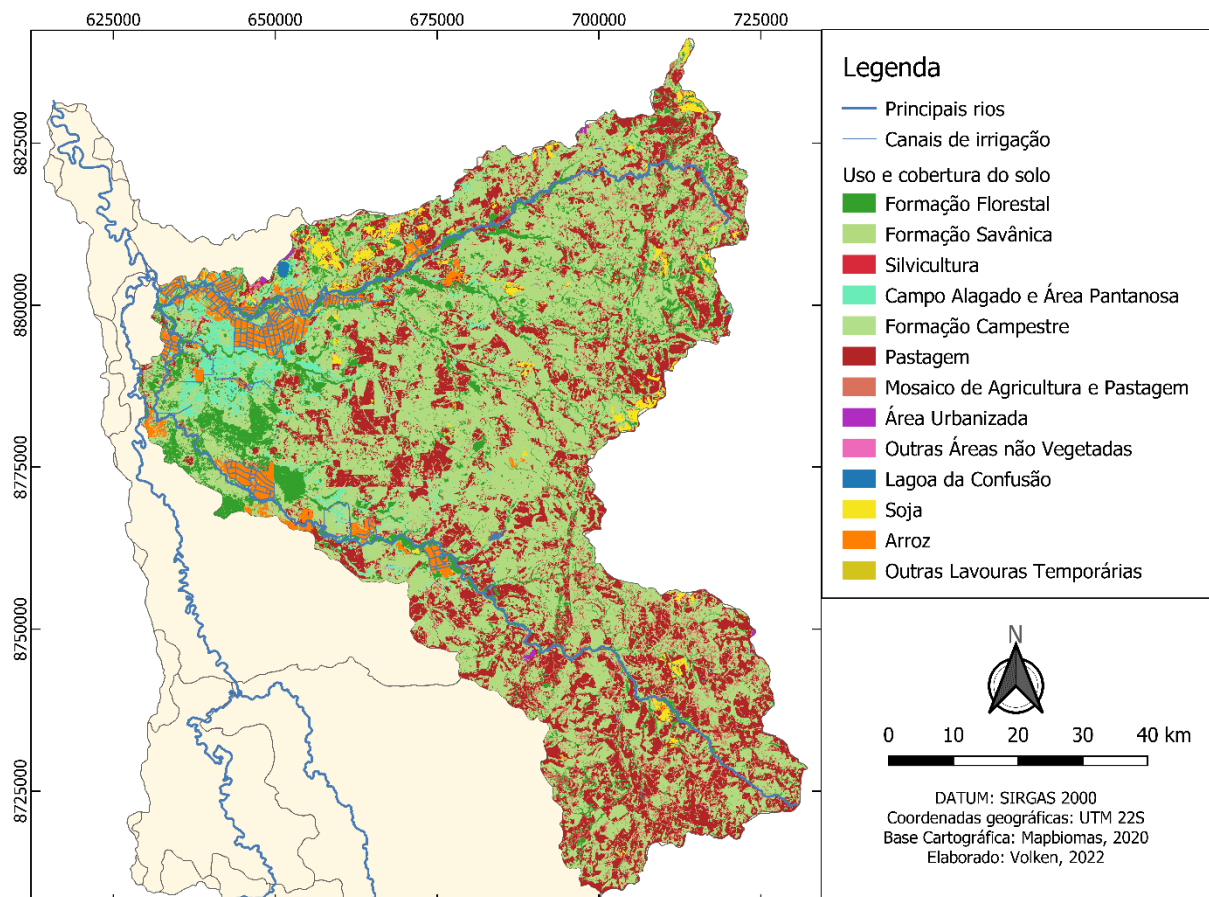 625000 650000 675000 700000 725000
8825000
8800000
8775000
8750000
8725000
Legenda
Principais rios
Canais de irrigação
Uso e cobertura do solo
Formação Florestal
Formação Savânica
Silvicultura
Campo Alagado e Área Pantanosa
Formação Campestre
Pastagem
Mosaico de Agricultura e Pastagem
Área Urbanizada
Outras Áreas não Vegetadas
Lagoa da Confusão
Soja
Arroz
Outras Lavouras Temporárias
N
0 10 20 30 40 km
DATUM: SIRGAS 2000
Coordenadas geográficas: UTM 22S
Base Cartográfica: Mapbiomas, 2020
Elaborado: Volken, 2022